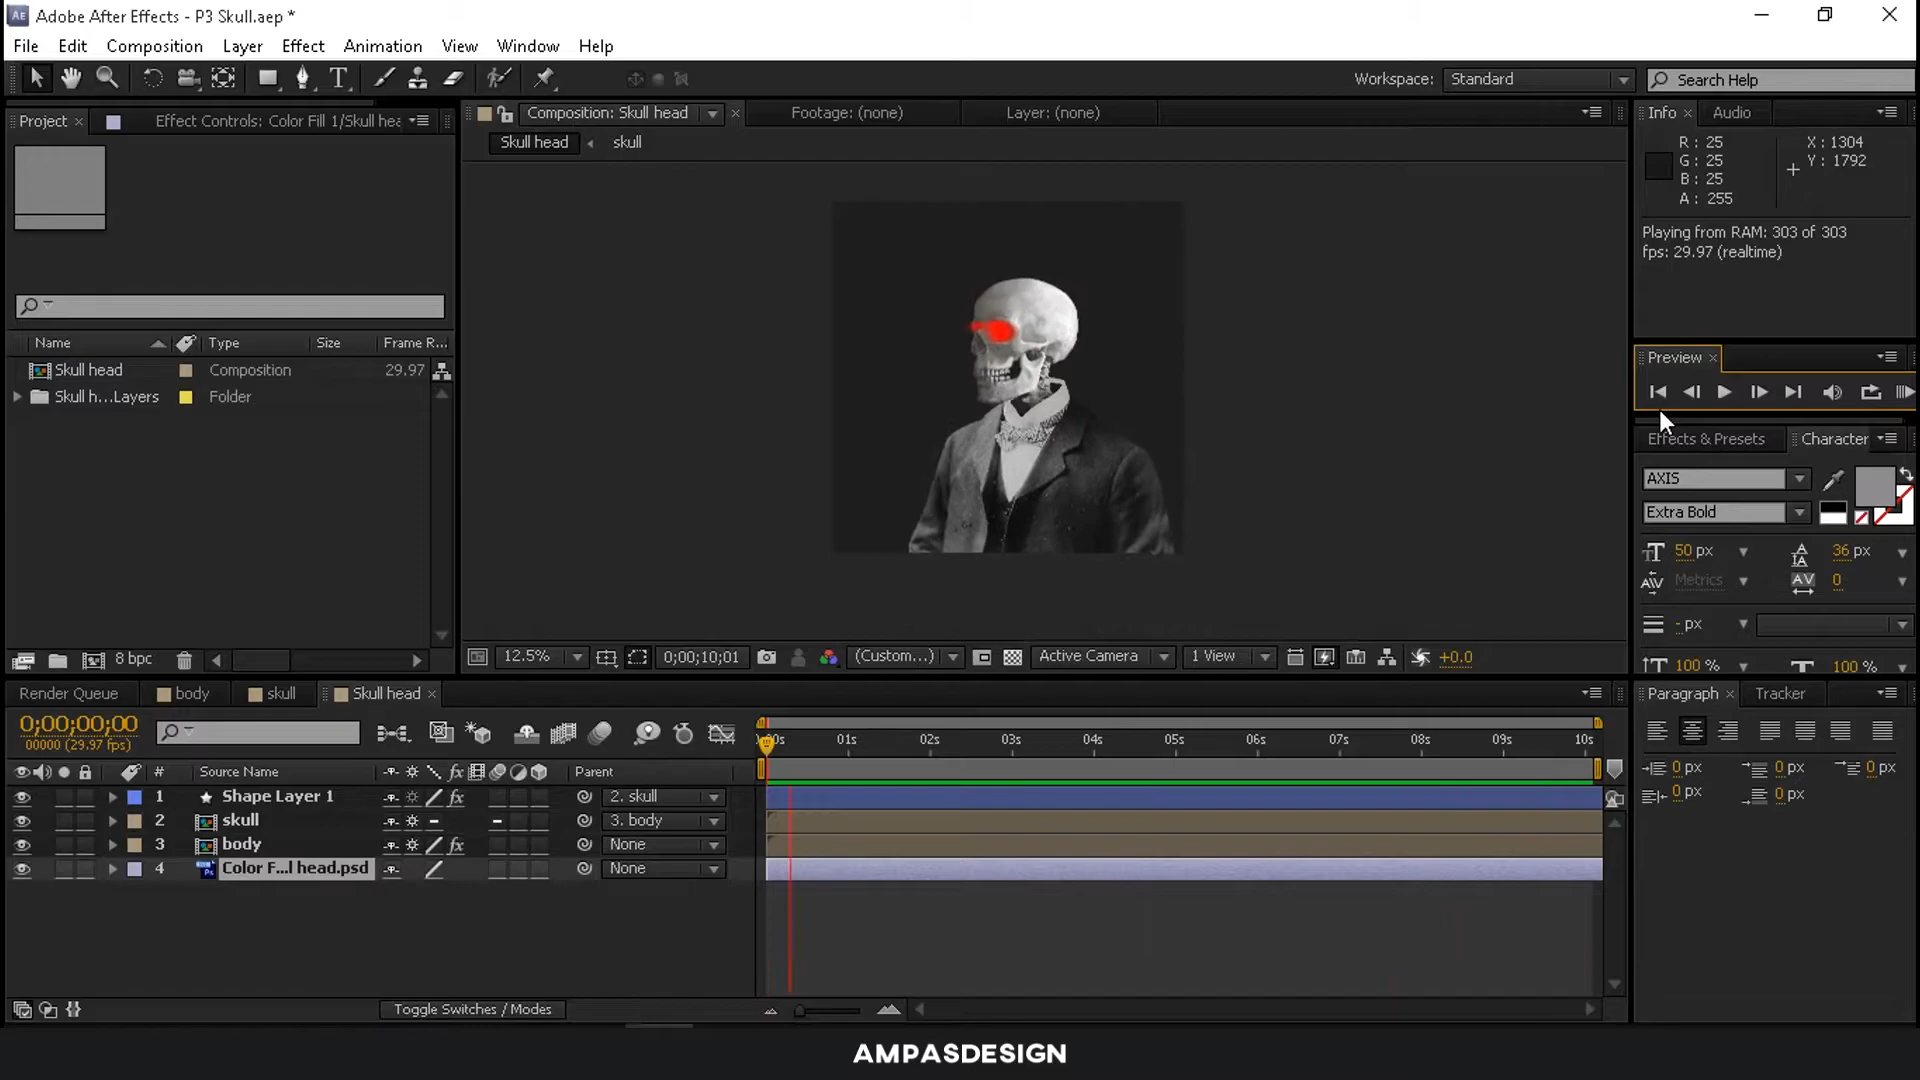 Adobe After Effects - P3 Skull.aep *
File Edit Composition Layer Effect Animation View Window Help
Workspace: Standard Search Help
Project Effect Controls: Color Fill 1/Skull hea
Composition: Skull head Footage: (none) Layer: (none)
Skull head skull
Info Audio
R : 25 X : 1304
G : 25 Y : 1792
B : 25
A : 255
Playing from RAM: 303 of 303
fps: 29.97 (realtime)
Preview
Effects & Presets Character
AXIS
Extra Bold
50 px 36 px
Metrics 0
- px
100 % 100 %
Name Type Size Frame R...
Skull head Composition 29.97
Skull h...Layers Folder
8 bpc
12.5% 0;00;10;01 (Custom...) Active Camera 1 View +0.0
Render Queue body skull Skull head
0;00;00;00
00000 (29.97 fps)
# Source Name fx Parent
1 Shape Layer 1 fx 2. skull
2 skull 3. body
3 body fx None
4 Color F...l head.psd None
01s 02s 03s 04s 05s 06s 07s 08s 09s 10s
Toggle Switches / Modes
Paragraph Tracker
0 px 0 px 0 px
0 px 0 px
AMPASDESIGN